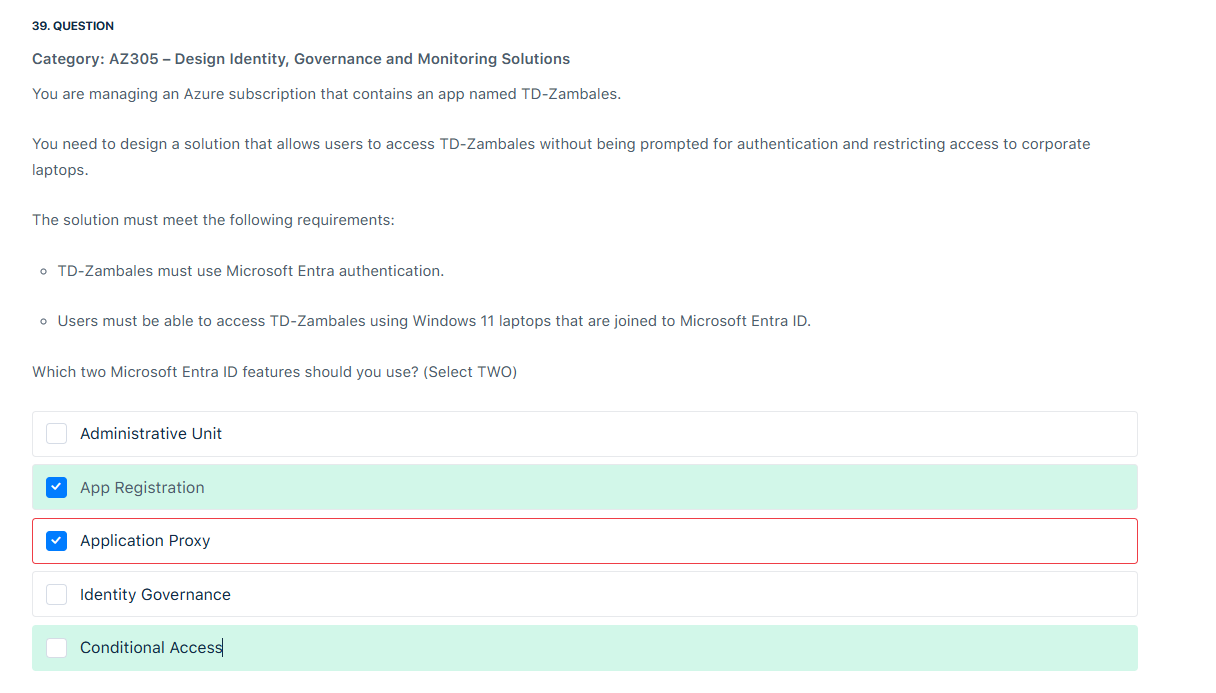 39. QUESTION
Category: AZ305 – Design Identity, Governance and Monitoring Solutions
You are managing an Azure subscription that contains an app named TD-Zambales.
You need to design a solution that allows users to access TD-Zambales without being prompted for authentication and restricting access to corporate
laptops.
The solution must meet the following requirements:
TD-Zambales must use Microsoft Entra authentication.
Users must be able to access TD-Zambales using Windows 11 laptops that are joined to Microsoft Entra ID.
Which two Microsoft Entra ID features should you use? (Select TWO)
Administrative Unit
App Registration
Application Proxy
Identity Governance
Conditional Access